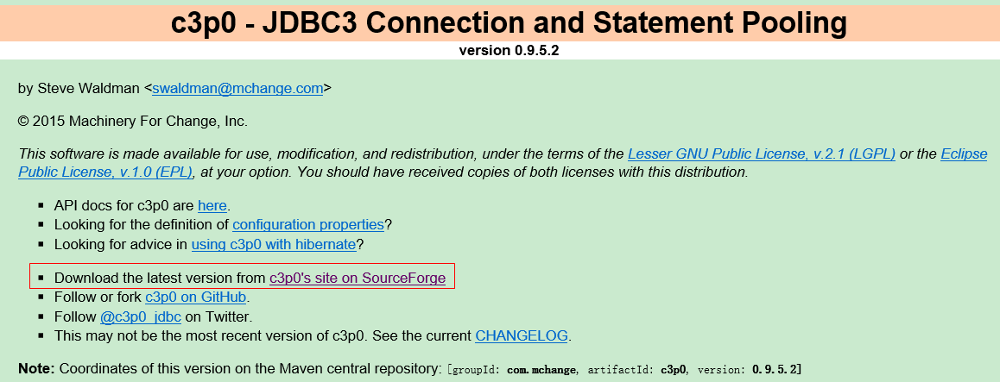 c3p0 - JDBC3 Connection and Statement Pooling
version 0.9.5.2
by Steve Waldman <swaldman@mchange.com>
© 2015 Machinery For Change, Inc.
This software is made available for use, modification, and redistribution, under the terms of the Lesser GNU Public License, v.2.1 (LGPL) or the Eclipse
Public License, v.1.0 (EPL), at your option. You should have received copies of both licenses with this distribution.
▪ API docs for c3p0 are here.
▪ Looking for the definition of configuration properties?
▪ Looking for advice in using c3p0 with hibernate?
▪ Download the latest version from c3p0's site on SourceForge
▪ Follow or fork c3p0 on GitHub.
▪ Follow @c3p0_jdbc on Twitter.
▪ This may not be the most recent version of c3p0. See the current CHANGELOG.
Note: Coordinates of this version on the Maven central repository: [groupId: com.mchange, artifactId: c3p0, version: 0.9.5.2]